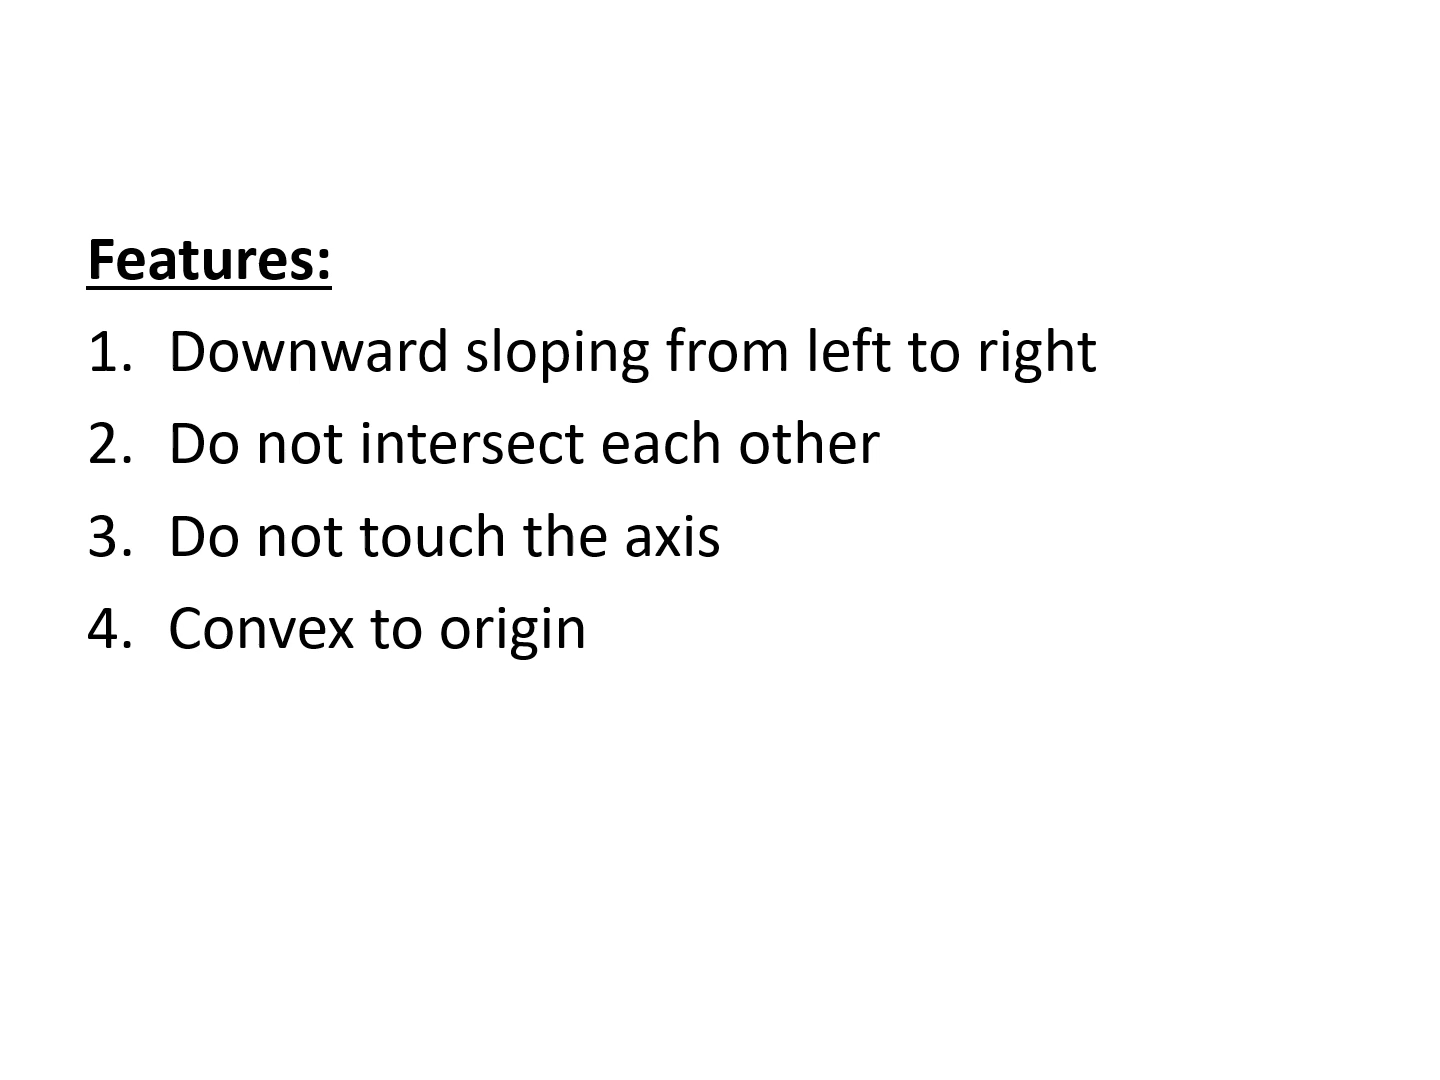 Features:
1. Downward sloping from left to right
2. Do not intersect each other
3. Do not touch the axis
4. Convex to origin